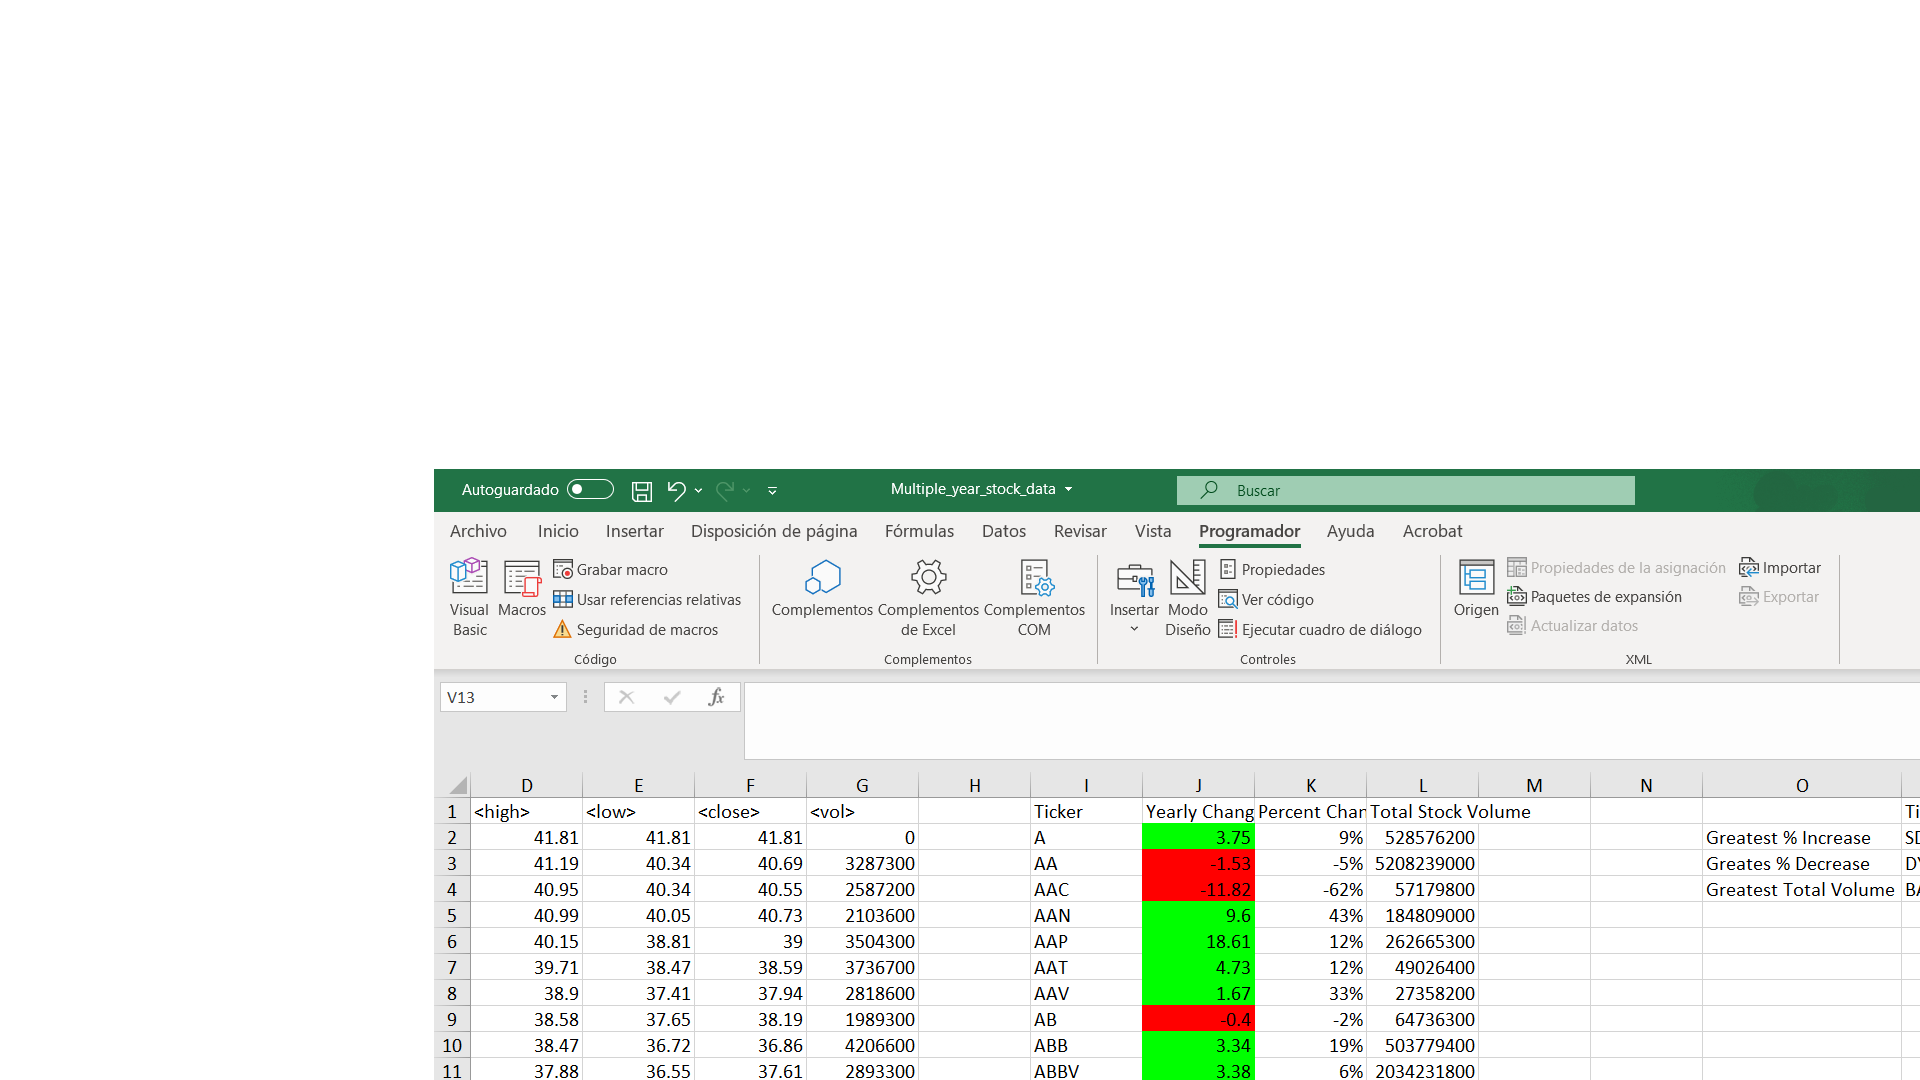 Autoguardado Multiple_year_stock_data Buscar
Archivo Inicio Insertar Disposición de página Fórmulas Datos Revisar Vista Programador Ayuda Acrobat
Visual Basic
Macros
Grabar macro
Usar referencias relativas
Seguridad de macros
Código
Complementos
Complementos de Excel
Complementos COM
Complementos
Insertar
Modo Diseño
Propiedades
Ver código
Ejecutar cuadro de diálogo
Controles
Origen
Propiedades de la asignación
Paquetes de expansión
Actualizar datos
Importar
Exportar
XML
V13 fx
D E F G H I J K L M N O
1 <high> <low> <close> <vol> Ticker Yearly Chang Percent Chan Total Stock Volume Ti
2 41.81 41.81 41.81 0 A 3.75 9% 528576200 Greatest % Increase SD
3 41.19 40.34 40.69 3287300 AA -1.53 -5% 5208239000 Greates % Decrease DY
4 40.95 40.34 40.55 2587200 AAC -11.82 -62% 57179800 Greatest Total Volume BA
5 40.99 40.05 40.73 2103600 AAN 9.6 43% 184809000
6 40.15 38.81 39 3504300 AAP 18.61 12% 262665300
7 39.71 38.47 38.59 3736700 AAT 4.73 12% 49026400
8 38.9 37.41 37.94 2818600 AAV 1.67 33% 27358200
9 38.58 37.65 38.19 1989300 AB -0.4 -2% 64736300
10 38.47 36.72 36.86 4206600 ABB 3.34 19% 503779400
11 37.88 36.55 37.61 2893300 ABBV 3.38 6% 2034231800